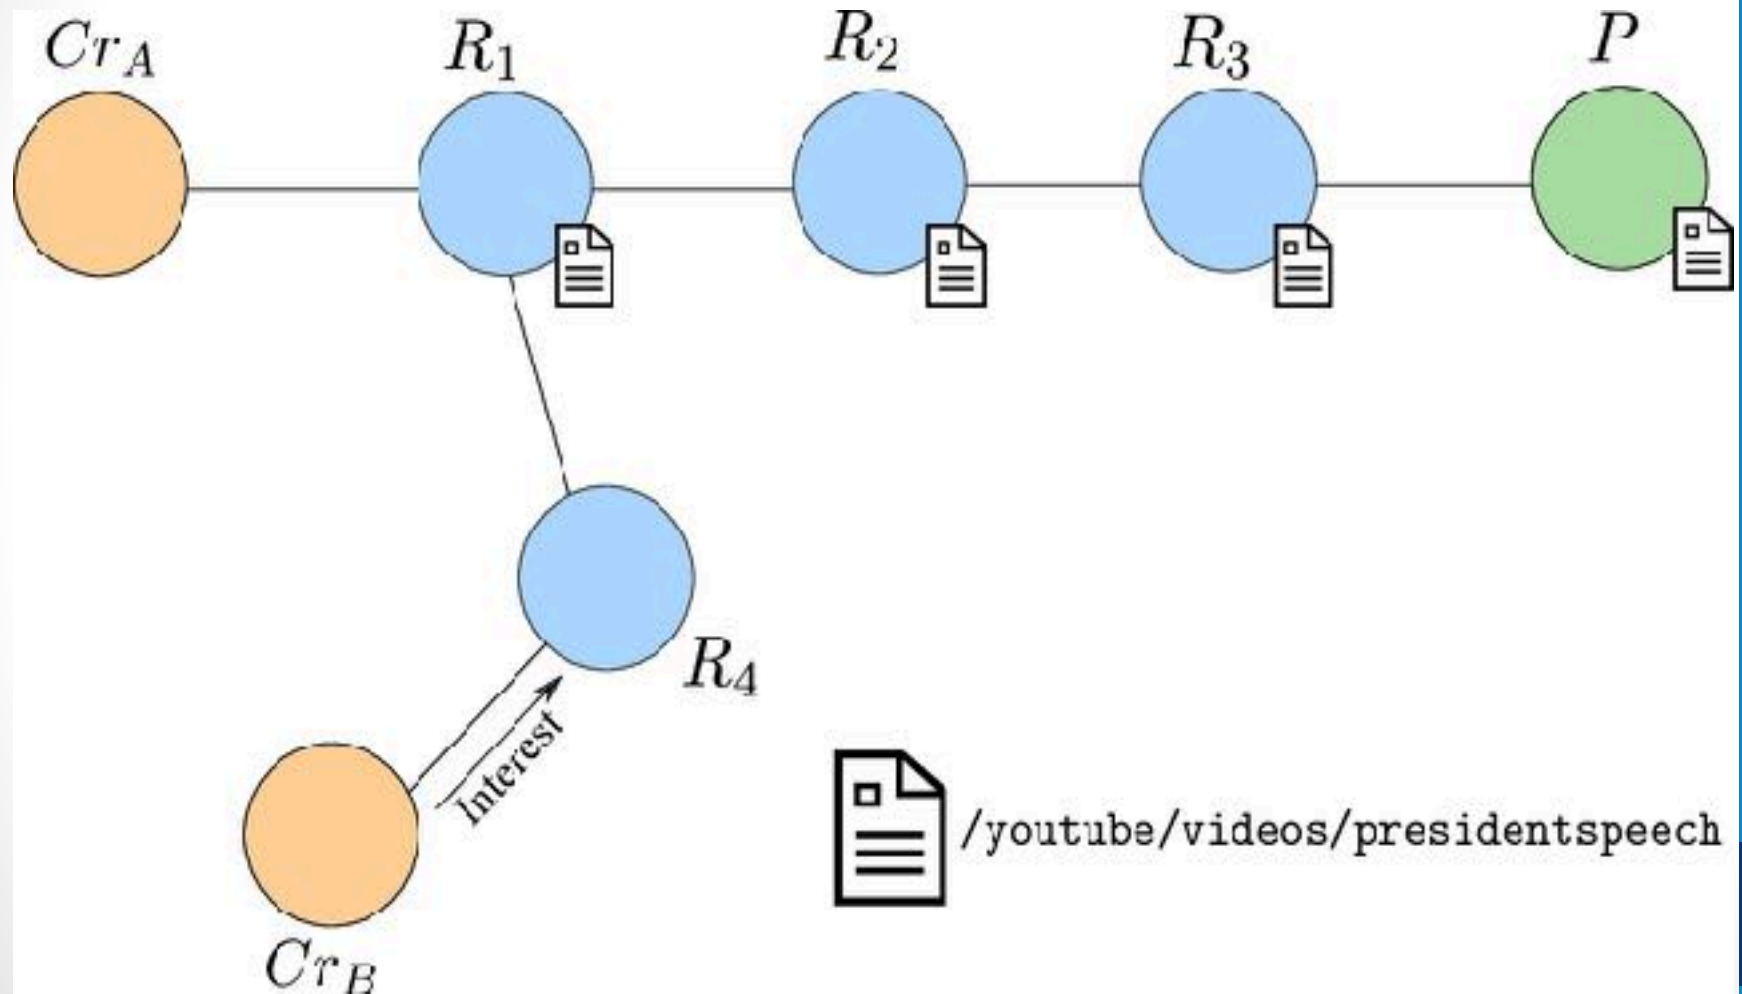 Cr_A
R_1
R_2
R_3
P
R_4
Interest
/youtube/videos/presidentspeech
Cr_B